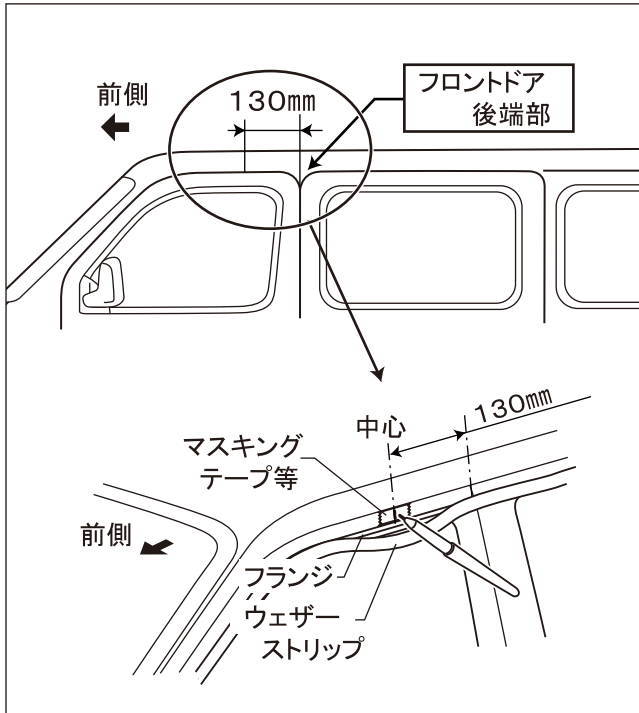 前側
130㎜
フロントドア
後端部
中心
130㎜
マスキング
テープ等
前側
フランジ
ウェザー
ストリップ